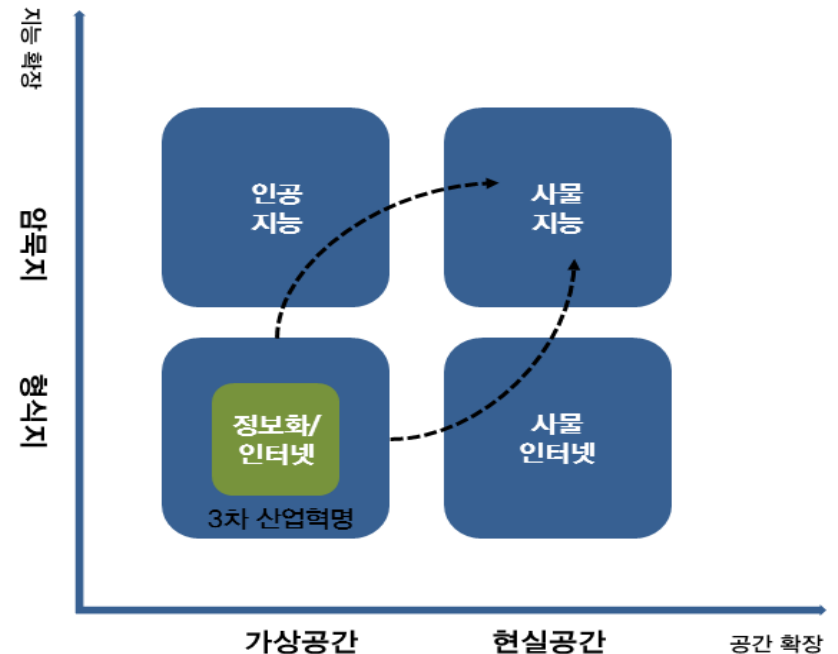 지능 확장
암묵지
형식지
인공
지능
사물
지능
정보화/
인터넷
3차 산업혁명
사물
인터넷
가상공간
현실공간
공간 확장